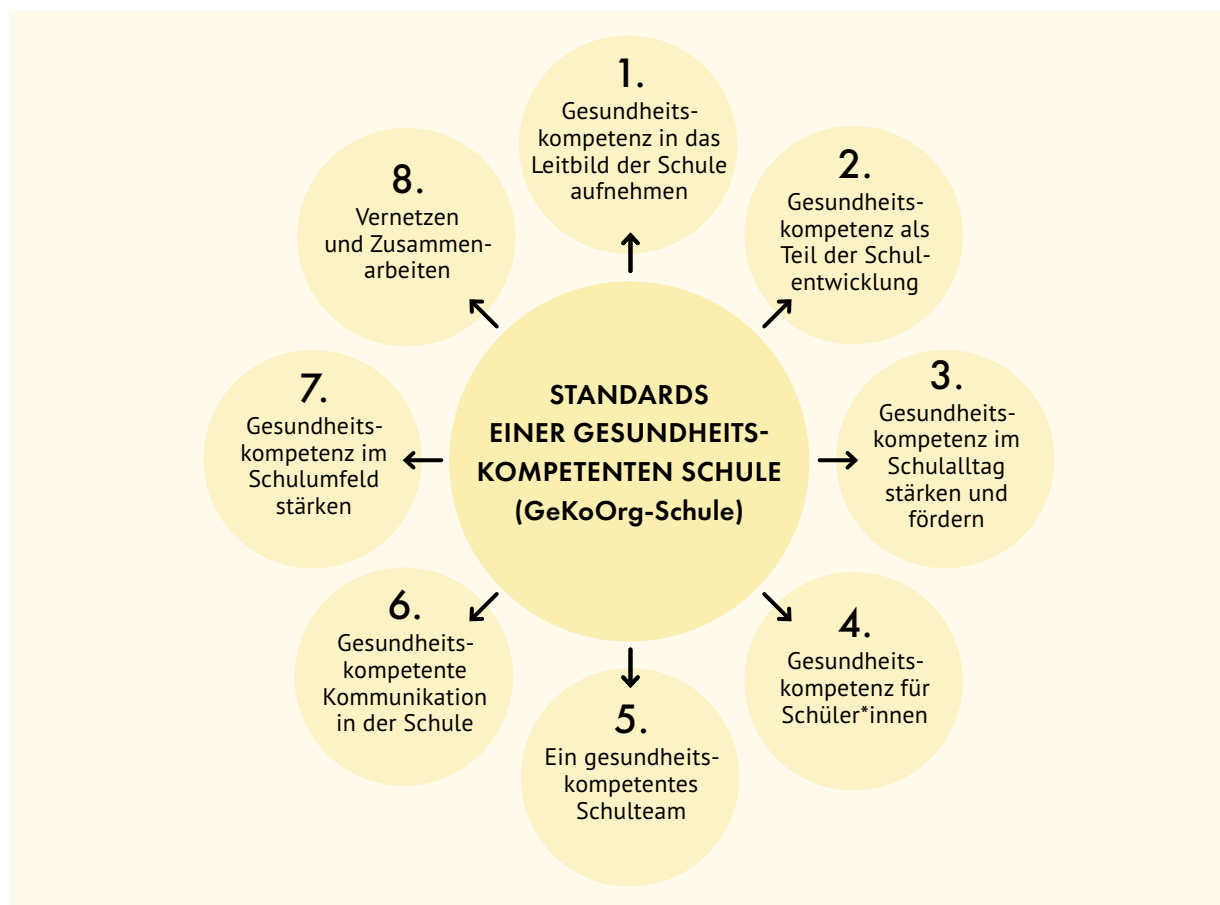 STANDARDS
EINER GESUNDHEITS-
KOMPETENTEN SCHULE
(GeKoOrg-Schule)
1.
Gesundheits-
kompetenz in das
Leitbild der Schule
aufnehmen
2.
Gesundheits-
kompetenz als
Teil der Schul-
entwicklung
3.
Gesundheits-
kompetenz im
Schulalltag
stärken und
fördern
4.
Gesundheits-
kompetenz für
Schüler*innen
5.
Ein gesundheits-
kompetentes
Schulteam
6.
Gesundheits-
kompetente
Kommunikation
in der Schule
7.
Gesundheits-
kompetenz im
Schulumfeld
stärken
8.
Vernetzen
und Zusammen-
arbeiten